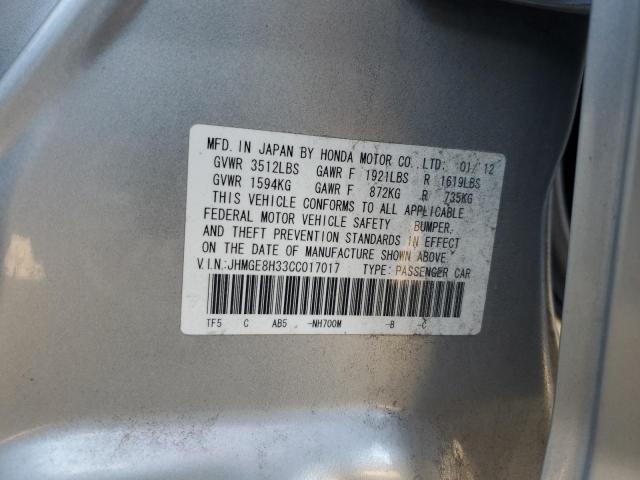 MFD. IN JAPAN BY HONDA MOTOR CO.,LTD: 01/12
GVWR 3512LBS GAWR F 1921LBS R 1619LBS
GVWR 1594KG GAWR F 872KG R 735KG
THIS VEHICLE CONFORMS TO ALL APPLICABLE
FEDERAL MOTOR VEHICLE SAFETY BUMPER,
AND THEFT PREVENTION STANDARDS IN EFFECT
ON THE DATE OF MANUFACTURE SHOWN ABOVE.
V.I.N:JHMGE8H33CC017017 TYPE: PASSENGER CAR
TF5 C AB5 -NH700M -B -C